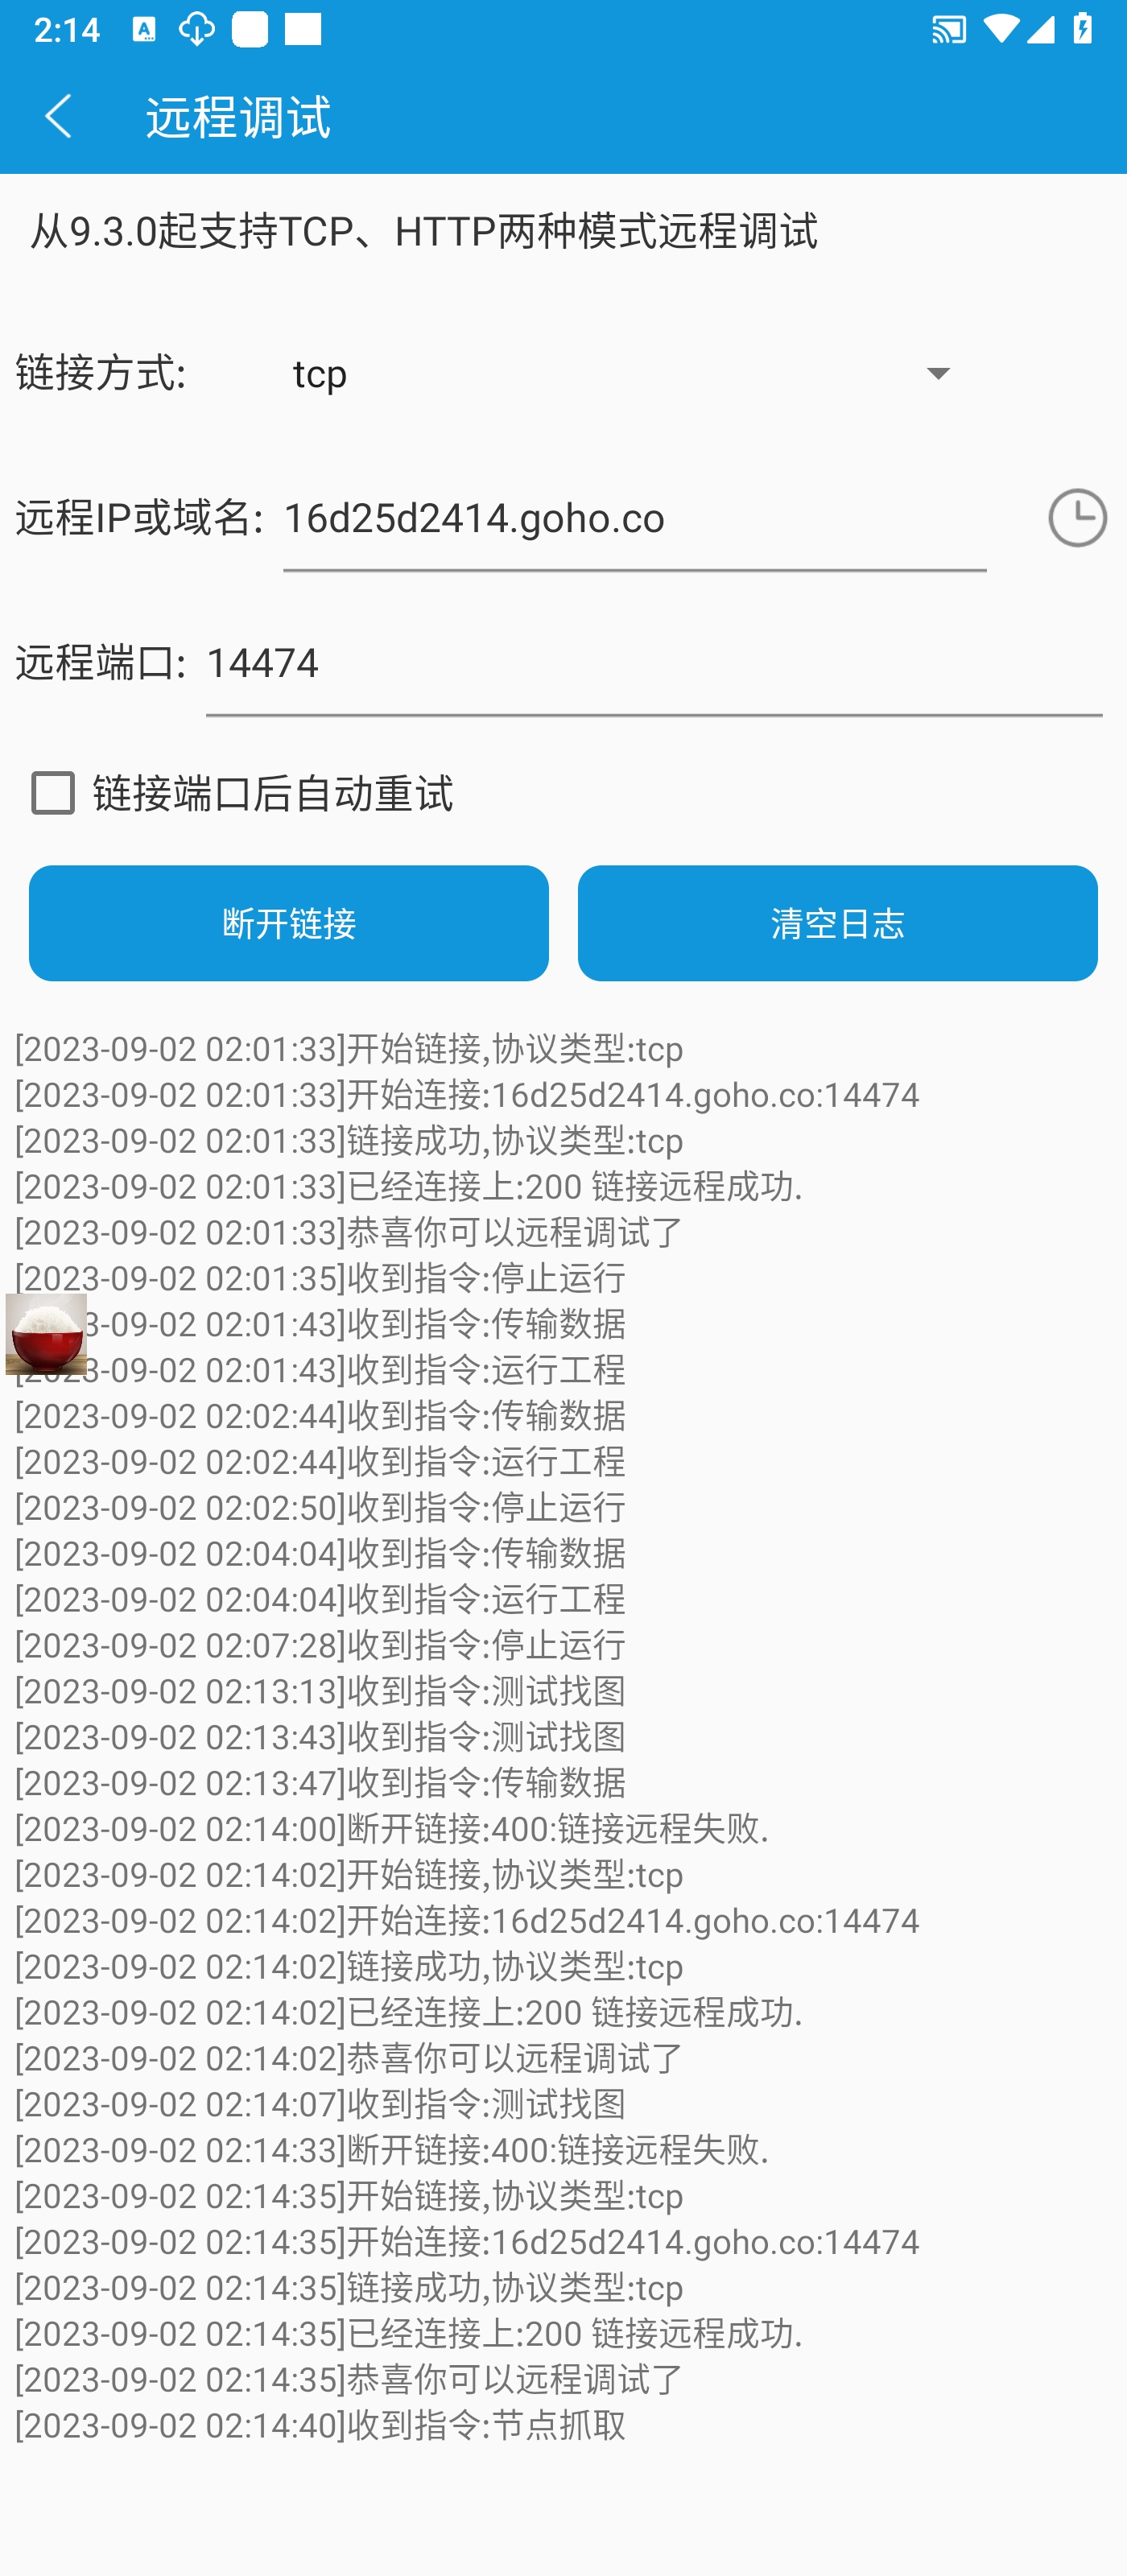 2:14
远程调试
从9.3.0起支持TCP、HTTP两种模式远程调试
链接方式: tcp
远程IP或域名: 16d25d2414.goho.co
远程端口: 14474
链接端口后自动重试
断开链接 清空日志
[2023-09-02 02:01:33]开始链接,协议类型:tcp
[2023-09-02 02:01:33]开始连接:16d25d2414.goho.co:14474
[2023-09-02 02:01:33]链接成功,协议类型:tcp
[2023-09-02 02:01:33]已经连接上:200 链接远程成功.
[2023-09-02 02:01:33]恭喜你可以远程调试了
[2023-09-02 02:01:35]收到指令:停止运行
3-09-02 02:01:43]收到指令:传输数据
[2023-09-02 02:01:43]收到指令:运行工程
[2023-09-02 02:02:44]收到指令:传输数据
[2023-09-02 02:02:44]收到指令:运行工程
[2023-09-02 02:02:50]收到指令:停止运行
[2023-09-02 02:04:04]收到指令:传输数据
[2023-09-02 02:04:04]收到指令:运行工程
[2023-09-02 02:07:28]收到指令:停止运行
[2023-09-02 02:13:13]收到指令:测试找图
[2023-09-02 02:13:43]收到指令:测试找图
[2023-09-02 02:13:47]收到指令:传输数据
[2023-09-02 02:14:00]断开链接:400:链接远程失败.
[2023-09-02 02:14:02]开始链接,协议类型:tcp
[2023-09-02 02:14:02]开始连接:16d25d2414.goho.co:14474
[2023-09-02 02:14:02]链接成功,协议类型:tcp
[2023-09-02 02:14:02]已经连接上:200 链接远程成功.
[2023-09-02 02:14:02]恭喜你可以远程调试了
[2023-09-02 02:14:07]收到指令:测试找图
[2023-09-02 02:14:33]断开链接:400:链接远程失败.
[2023-09-02 02:14:35]开始链接,协议类型:tcp
[2023-09-02 02:14:35]开始连接:16d25d2414.goho.co:14474
[2023-09-02 02:14:35]链接成功,协议类型:tcp
[2023-09-02 02:14:35]已经连接上:200 链接远程成功.
[2023-09-02 02:14:35]恭喜你可以远程调试了
[2023-09-02 02:14:40]收到指令:节点抓取